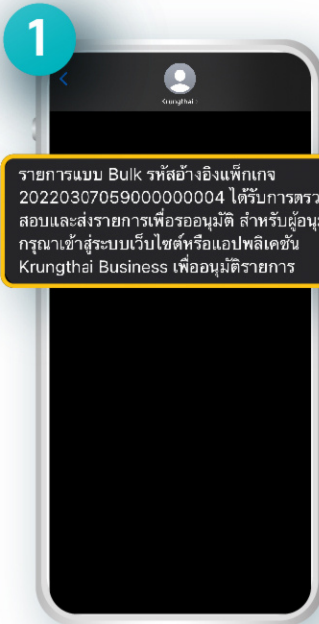 1
Krungthai
รายการแบบ Bulk รหัสอ้างอิงแพ็กเกจ
20220307059000000004 ได้รับการตรว
สอบและส่งรายการเพื่อรออนุมัติ สำหรับผู้อนุม
กรุณาเข้าสู่ระบบเว็บไซต์หรือแอปพลิเคชัน
Krungthai Business เพื่ออนุมัติรายการ